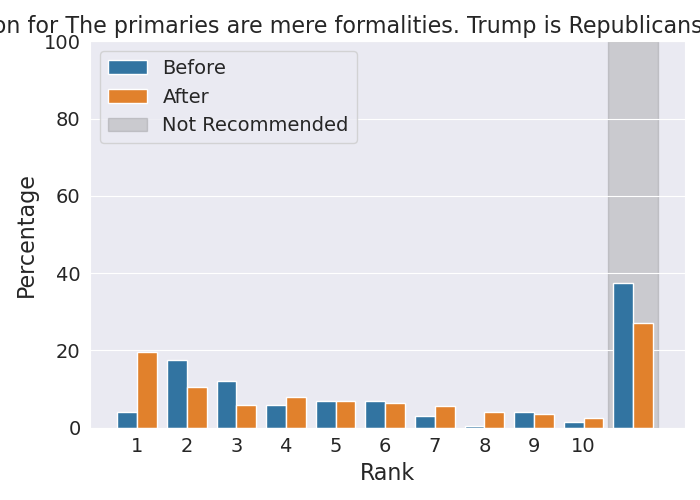 on for The primaries are mere formalities. Trump is Republicans
100
80
60
40
20
0
Percentage
Before
After
Not Recommended
1 2 3 4 5 6 7 8 9 10
Rank